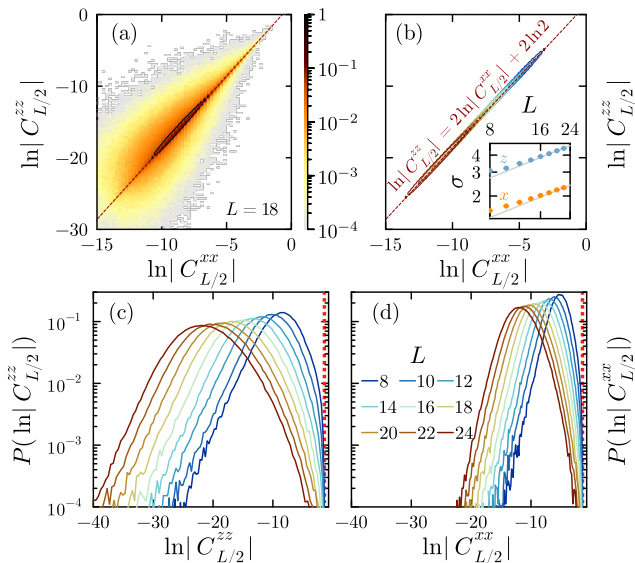 (a)
0
−10
−20
−30
ln| C^{zz}_{L/2} |
L = 18
−15 −10 −5 0
ln| C^{xx}_{L/2} |
1
10^{−1}
10^{−2}
10^{−3}
10^{−4}
(b)
ln| C^{zz}_{L/2} | = 2ln| C^{xx}_{L/2} | + 2ln2
L
8 16 24
σ
4
3
2
z
x
−15 −10 −5 0
ln| C^{xx}_{L/2} |
ln| C^{zz}_{L/2} |
(c)
10^{−1}
10^{−2}
10^{−3}
10^{−4}
P( ln| C^{zz}_{L/2} |)
−40 −30 −20 −10
ln| C^{zz}_{L/2} |
(d)
L
8 10 12
14 16 18
20 22 24
−40 −30 −20 −10
ln| C^{xx}_{L/2} |
P( ln| C^{xx}_{L/2} |)